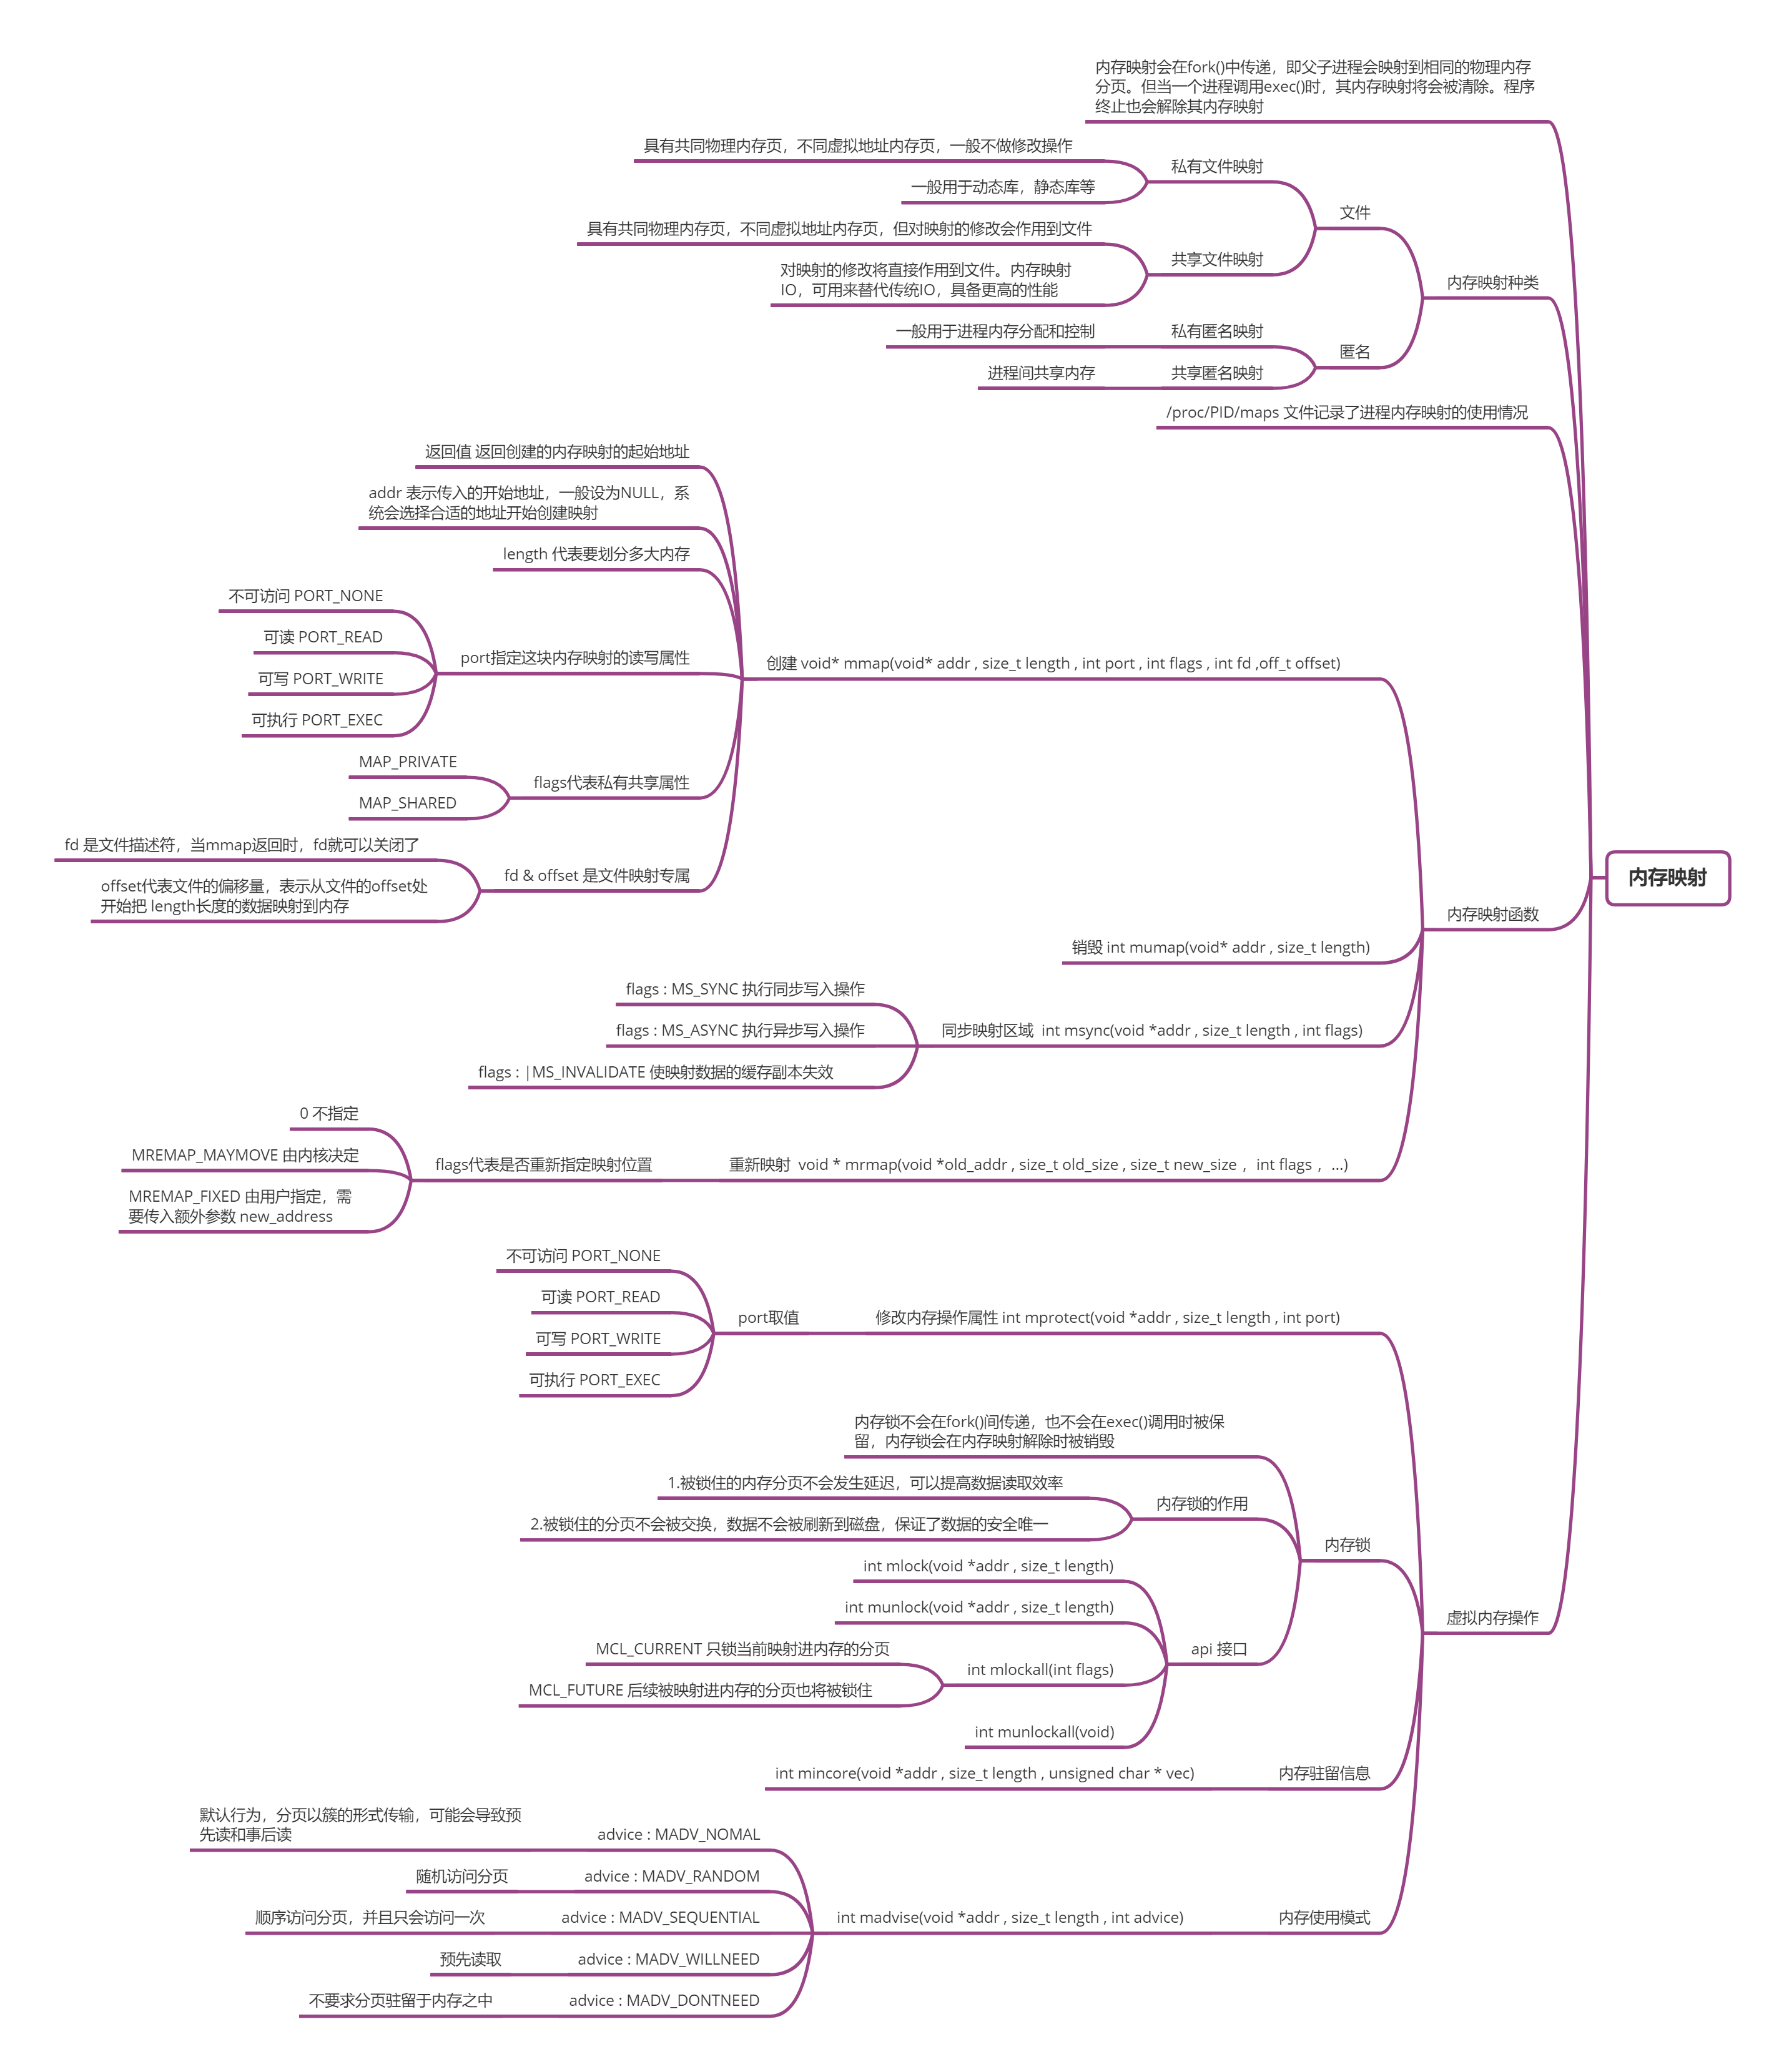 内存映射会在fork()中传递，即父子进程会映射到相同的物理内存
分页。但当一个进程调用exec()时，其内存映射将会被清除。程序
终止也会解除其内存映射
具有共同物理内存页，不同虚拟地址内存页，一般不做修改操作
私有文件映射
一般用于动态库，静态库等
文件
具有共同物理内存页，不同虚拟地址内存页，但对映射的修改会作用到文件
共享文件映射
对映射的修改将直接作用到文件。内存映射
IO，可用来替代传统IO，具备更高的性能
内存映射种类
一般用于进程内存分配和控制
私有匿名映射
匿名
进程间共享内存
共享匿名映射
/proc/PID/maps 文件记录了进程内存映射的使用情况
返回值 返回创建的内存映射的起始地址
addr 表示传入的开始地址，一般设为NULL，系
统会选择合适的地址开始创建映射
length 代表要划分多大内存
不可访问 PORT_NONE
可读 PORT_READ
port指定这块内存映射的读写属性
创建 void* mmap(void* addr , size_t length , int port , int flags , int fd ,off_t offset)
可写 PORT_WRITE
可执行 PORT_EXEC
MAP_PRIVATE
flags代表私有共享属性
MAP_SHARED
fd 是文件描述符，当mmap返回时，fd就可以关闭了
fd & offset 是文件映射专属
内存映射
offset代表文件的偏移量，表示从文件的offset处
开始把 length长度的数据映射到内存
内存映射函数
销毁 int mumap(void* addr , size_t length)
flags : MS_SYNC 执行同步写入操作
flags : MS_ASYNC 执行异步写入操作
同步映射区域  int msync(void *addr , size_t length , int flags)
flags : |MS_INVALIDATE 使映射数据的缓存副本失效
0 不指定
MREMAP_MAYMOVE 由内核决定
flags代表是否重新指定映射位置
重新映射  void * mrmap(void *old_addr , size_t old_size , size_t new_size ,  int flags ,  ...)
MREMAP_FIXED 由用户指定，需
要传入额外参数 new_address
不可访问 PORT_NONE
可读 PORT_READ
port取值
修改内存操作属性 int mprotect(void *addr , size_t length , int port)
可写 PORT_WRITE
可执行 PORT_EXEC
内存锁不会在fork()间传递，也不会在exec()调用时被保
留，内存锁会在内存映射解除时被销毁
1.被锁住的内存分页不会发生延迟，可以提高数据读取效率
内存锁的作用
2.被锁住的分页不会被交换，数据不会被刷新到磁盘，保证了数据的安全唯一
内存锁
int mlock(void *addr , size_t length)
int munlock(void *addr , size_t length)
虚拟内存操作
MCL_CURRENT 只锁当前映射进内存的分页
api 接口
int mlockall(int flags)
MCL_FUTURE 后续被映射进内存的分页也将被锁住
int munlockall(void)
int mincore(void *addr , size_t length , unsigned char * vec)
内存驻留信息
默认行为，分页以簇的形式传输，可能会导致预
先读和事后读
advice : MADV_NOMAL
随机访问分页
advice : MADV_RANDOM
顺序访问分页，并且只会访问一次
advice : MADV_SEQUENTIAL
int madvise(void *addr , size_t length , int advice)
内存使用模式
预先读取
advice : MADV_WILLNEED
不要求分页驻留于内存之中
advice : MADV_DONTNEED